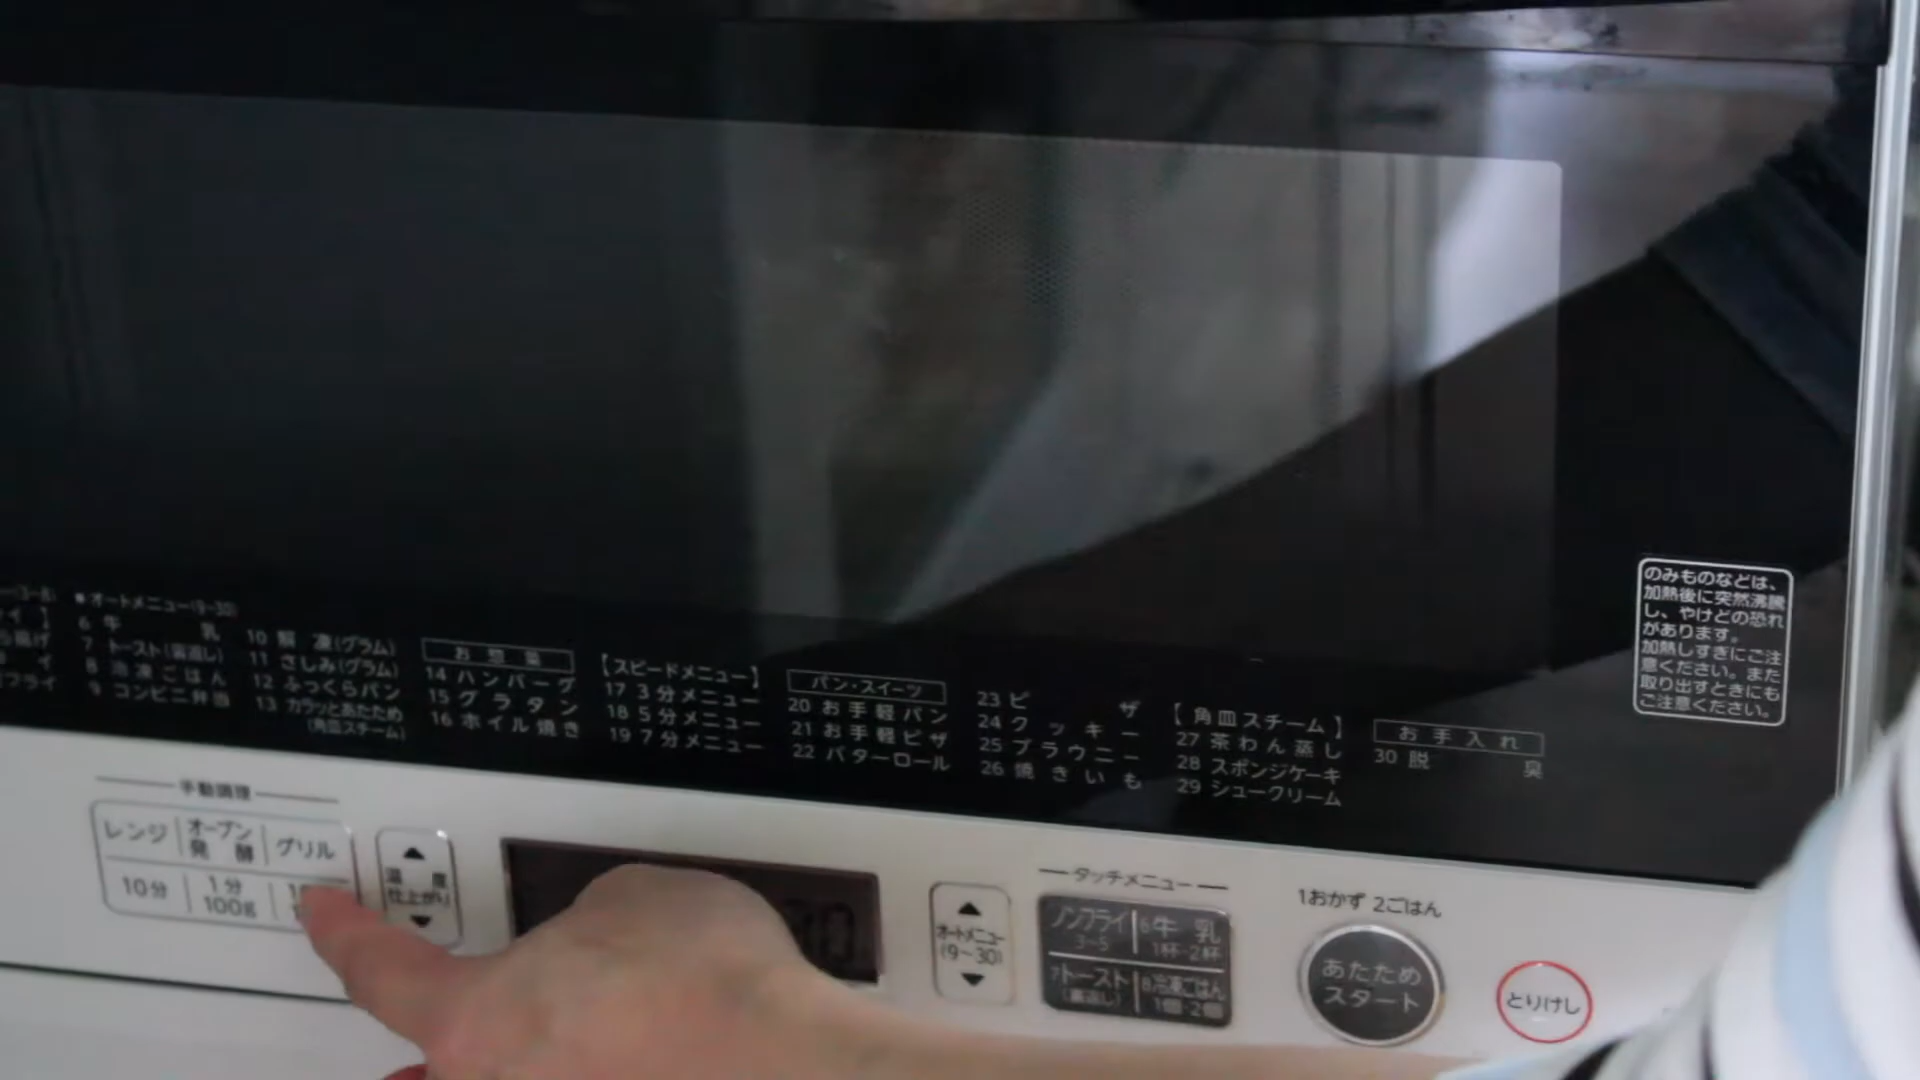 ●オートメニュー(9~30)
6 牛 乳
7 トースト(裏返し)
8 冷凍ごはん
9 コンビニ弁当
10 解 凍(グラム)
11 さしみ(グラム)
12 ふっくらパン
13 カラッとあたため
(角皿スチーム)
お 惣 菜
14 ハンバーグ
15 グラタン
16 ホイル焼き
【スピードメニュー】
17 3分メニュー
18 5分メニュー
19 7分メニュー
パン・スイーツ
20 お手軽パン
21 お手軽ピザ
22 バターロール
23 ピ ザ
24 クッキー
25 ブラウニー
26 焼きいも
【角皿スチーム】
27 茶わん蒸し
28 スポンジケーキ
29 シュークリーム
お手入れ
30 脱 臭
のみものなどは、
加熱後に突然沸騰
し、やけどの恐れ
があります。
加熱しすぎにご注
意ください。また
取り出すときにも
ご注意ください。
手動調理
レンジ
オーブン
発 酵
グリル
10分
1分
100g
温 度
仕上がり
オートメニュー
(9~30)
タッチメニュー
ノンフライ
3~5
6牛 乳
1杯・2杯
7トースト
(裏返し)
8冷凍ごはん
1個・2個
1おかず 2ごはん
あたため
スタート
とりけし